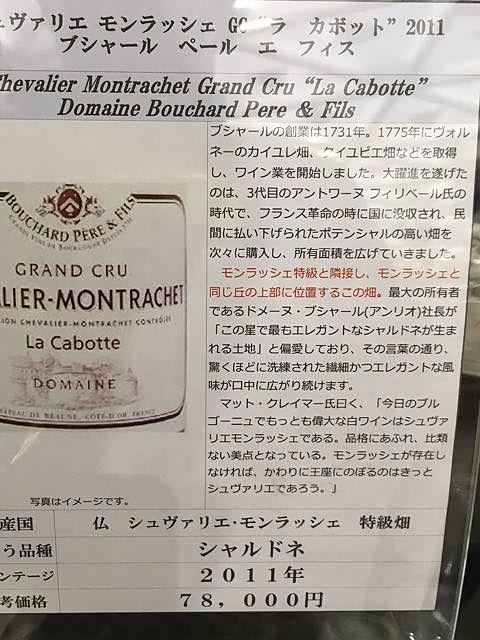 ュヴァリエ モンラッシェ GC“ラ カボット” 2011
ブシャール ペール エ フィス
Chevalier Montrachet Grand Cru “La Cabotte”
Domaine Bouchard Pere & Fils
ブシャールの創業は1731年。1775年にヴォル
ネーのカイユレ畑、タイユピエ畑などを取得
し、ワイン業を開始しました。大躍進を遂げた
のは、3代目のアントワーヌ フィリベール氏の
時代で、フランス革命の時に国に没収され、民
間に払い下げられたポテンシャルの高い畑を
次々に購入し、所有面積を広げていきました。
モンラッシェ特級と隣接し、モンラッシェと
同じ丘の上部に位置するこの畑。最大の所有者
であるドメーヌ・ブシャール(アンリオ)社長が
「この星で最もエレガントなシャルドネが生ま
れる土地」と偏愛しており、その言葉の通り、
驚くほどに洗練された繊細かつエレガントな風
味が口中に広がり続けます。
マット・クレイマー氏曰く、「今日のブル
ゴーニュでもっとも偉大な白ワインはシュヴァ
リエモンラッシェである。品格にあふれ、比類
ない美点となっている。モンラッシェが存在し
なければ、かわりに王座にのぼるのはきっと
シュヴァリエであろう。」
BOUCHARD PERE & FILS
GRAND CRU
ALIER-MONTRACHET
ION CHEVALIER-MONTRACHET CONTRÔLÉE
La Cabotte
DOMAINE
ATEAU DE BEAUNE, CÔTE-D'OR, FRANCE
写真はイメージです。
産国 仏 シュヴァリエ・モンラッシェ 特級畑
う品種 シャルドネ
ンテージ 2011年
考価格 78,000円